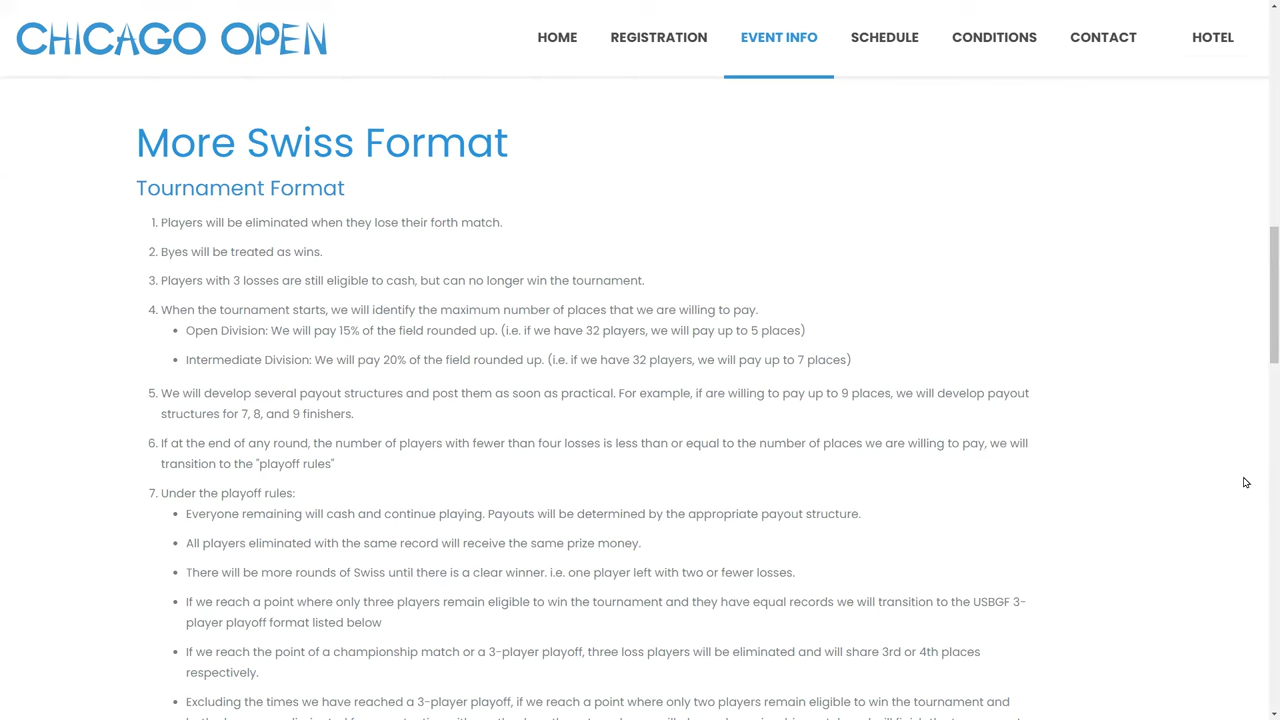 CHICAGO OPEN
HOME REGISTRATION EVENT INFO SCHEDULE CONDITIONS CONTACT HOTEL
More Swiss Format
Tournament Format
1. Players will be eliminated when they lose their forth match.
2. Byes will be treated as wins.
3. Players with 3 losses are still eligible to cash, but can no longer win the tournament.
4. When the tournament starts, we will identify the maximum number of places that we are willing to pay.
• Open Division: We will pay 15% of the field rounded up. (i.e. if we have 32 players, we will pay up to 5 places)
• Intermediate Division: We will pay 20% of the field rounded up. (i.e. if we have 32 players, we will pay up to 7 places)
5. We will develop several payout structures and post them as soon as practical. For example, if are willing to pay up to 9 places, we will develop payout
structures for 7, 8, and 9 finishers.
6. If at the end of any round, the number of players with fewer than four losses is less than or equal to the number of places we are willing to pay, we will
transition to the "playoff rules"
7. Under the playoff rules:
• Everyone remaining will cash and continue playing. Payouts will be determined by the appropriate payout structure.
• All players eliminated with the same record will receive the same prize money.
• There will be more rounds of Swiss until there is a clear winner. i.e. one player left with two or fewer losses.
• If we reach a point where only three players remain eligible to win the tournament and they have equal records we will transition to the USBGF 3-
player playoff format listed below
• If we reach the point of a championship match or a 3-player playoff, three loss players will be eliminated and will share 3rd or 4th places
respectively.
• Excluding the times we have reached a 3-player playoff, if we reach a point where only two players remain eligible to win the tournament and